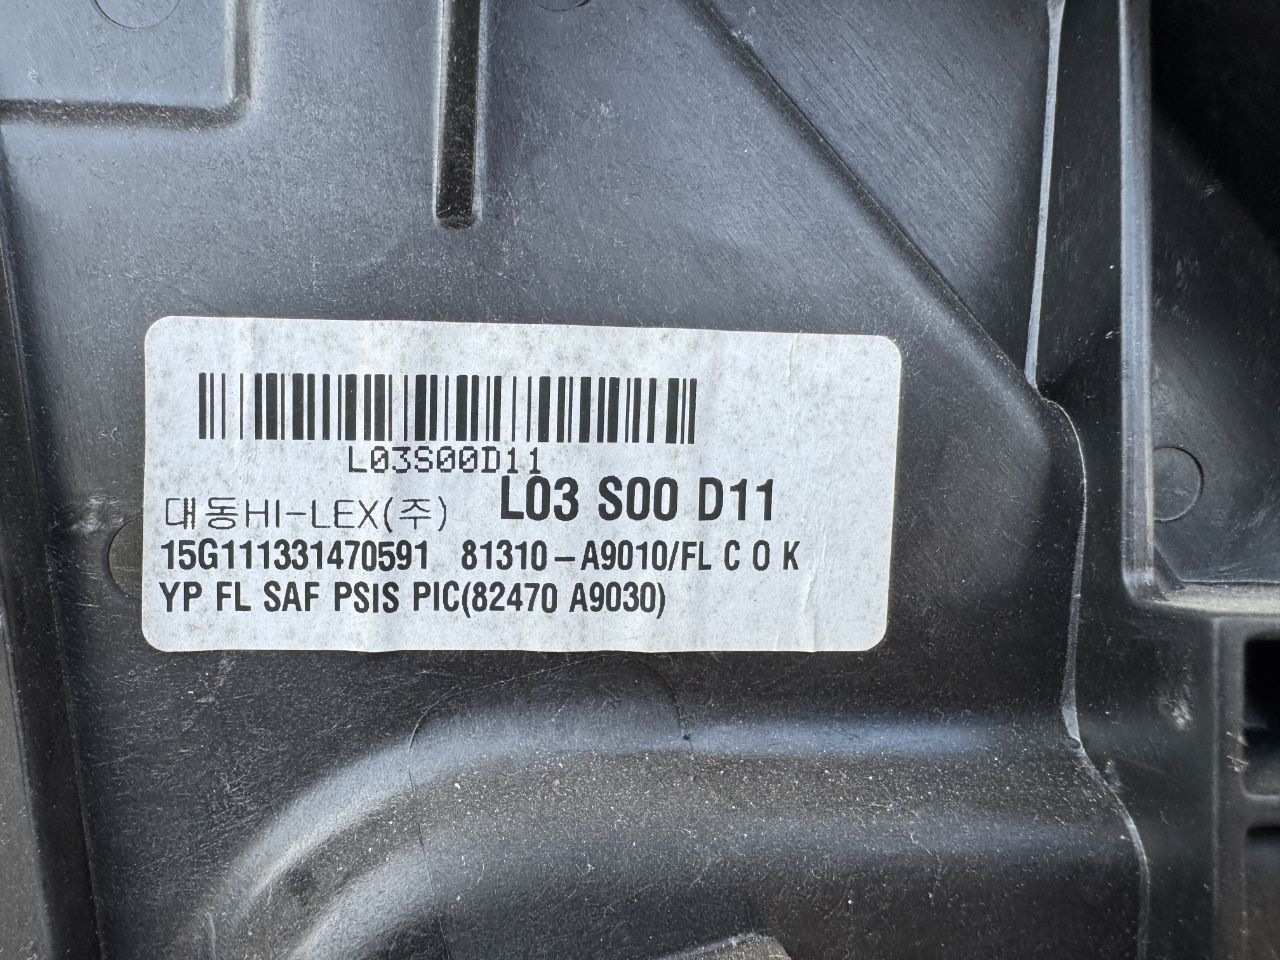 L03S00D11
L03 S00 D11
대동HI-LEX(주)
15G111331470591 81310-A9010/FL C O K
YP FL SAF PSIS PIC(82470 A9030)